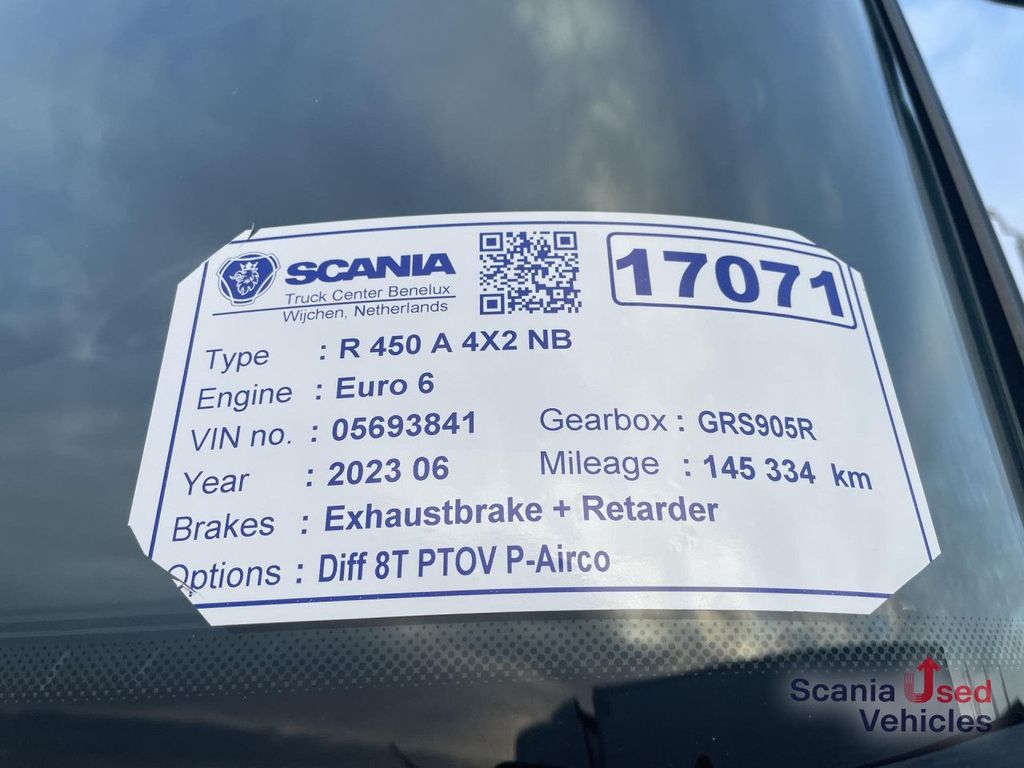 SCANIA
Truck Center Benelux
Wijchen, Netherlands
17071
Type : R 450 A 4X2 NB
Engine : Euro 6
VIN no. : 05693841
Gearbox : GRS905R
Year : 2023 06
Mileage : 145 334 km
Brakes : Exhaustbrake + Retarder
Options : Diff 8T PTOV P-Airco
Scania Used
Vehicles